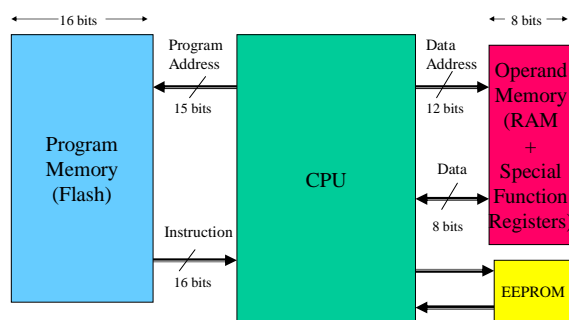 16 bits
8 bits
Program
Address
15 bits
Program
Memory
(Flash)
Instruction
16 bits
CPU
Data
Address
12 bits
Data
8 bits
Operand
Memory
(RAM
+
Special
Function
Registers)
EEPROM